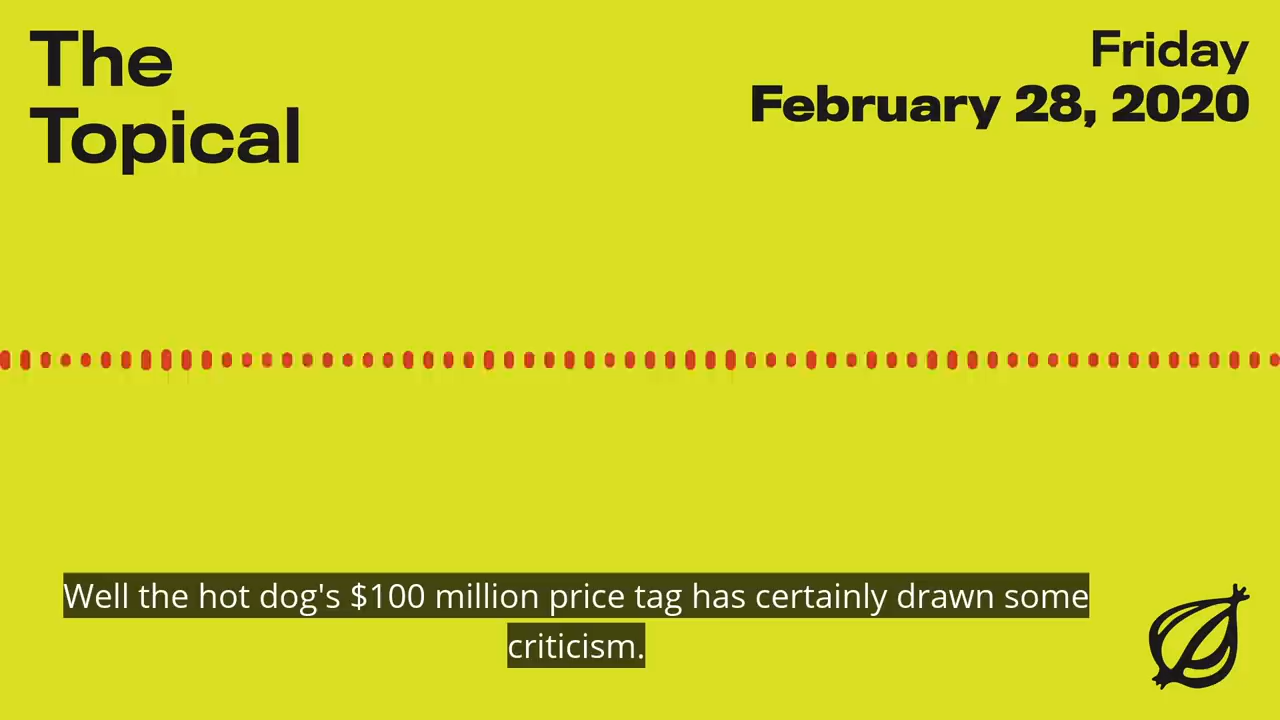 The
Topical
Friday
February 28, 2020
Well the hot dog's $100 million price tag has certainly drawn some
criticism.